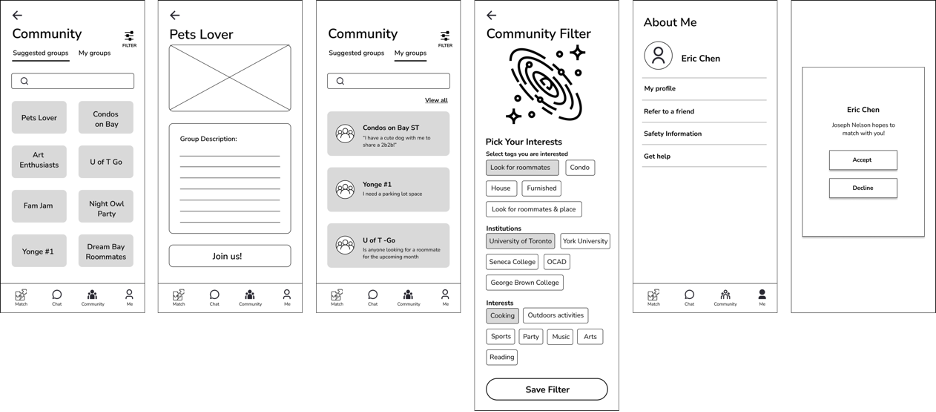 Community
FILTER
Suggested groups My groups
Pets Lover
Condos
on Bay
Art
Enthusiasts
U of T Go
Fam Jam
Night Owl
Party
Yonge #1
Dream Bay
Roommates
Match Chat Community Me
Pets Lover
Group Description:
Join us!
Match Chat Community Me
Community
FILTER
Suggested groups My groups
View all
Condos on Bay ST
"I have a cute dog with me to
share a 2b2b!"
Yonge #1
I need a parking lot space
U of T -Go
Is anyone looking for a roommate
for the upcoming month
Match Chat Community Me
Community Filter
Pick Your Interests
Select tags you are interested
Look for roommates Condo
House Furnished
Look for roommates & place
Institutions
University of Toronto York University
Seneca College OCAD
George Brown College
Interests
Cooking Outdoors activities
Sports Party Music Arts
Reading
Save Filter
About Me
Eric Chen
My profile
Refer to a friend
Safety Information
Get help
Match Chat Community Me
Eric Chen
Joseph Nelson hopes to
match with you!
Accept
Decline